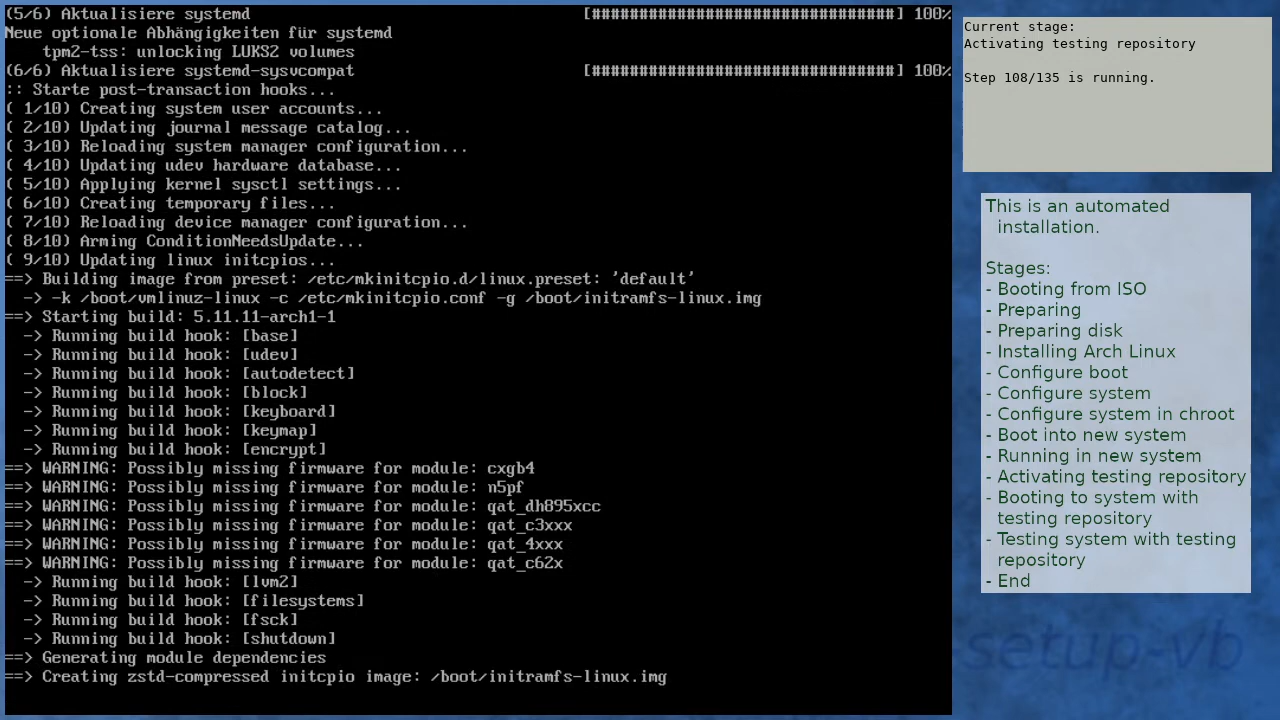 (5/6) Aktualisiere systemd [################################] 100%
Neue optionale Abhängigkeiten für systemd
tpm2-tss: unlocking LUKS2 volumes
(6/6) Aktualisiere systemd-sysvcompat [################################] 100%
:: Starte post-transaction hooks...
( 1/10) Creating system user accounts...
( 2/10) Updating journal message catalog...
( 3/10) Reloading system manager configuration...
( 4/10) Updating udev hardware database...
( 5/10) Applying kernel sysctl settings...
( 6/10) Creating temporary files...
( 7/10) Reloading device manager configuration...
( 8/10) Arming ConditionNeedsUpdate...
( 9/10) Updating linux initcpios...
==> Building image from preset: /etc/mkinitcpio.d/linux.preset: 'default'
-> -k /boot/vmlinuz-linux -c /etc/mkinitcpio.conf -g /boot/initramfs-linux.img
==> Starting build: 5.11.11-arch1-1
-> Running build hook: [base]
-> Running build hook: [udev]
-> Running build hook: [autodetect]
-> Running build hook: [block]
-> Running build hook: [keyboard]
-> Running build hook: [keymap]
-> Running build hook: [encrypt]
==> WARNING: Possibly missing firmware for module: cxgb4
==> WARNING: Possibly missing firmware for module: n5pf
==> WARNING: Possibly missing firmware for module: qat_dh895xcc
==> WARNING: Possibly missing firmware for module: qat_c3xxx
==> WARNING: Possibly missing firmware for module: qat_4xxx
==> WARNING: Possibly missing firmware for module: qat_c62x
-> Running build hook: [lvm2]
-> Running build hook: [filesystems]
-> Running build hook: [fsck]
-> Running build hook: [shutdown]
==> Generating module dependencies
==> Creating zstd-compressed initcpio image: /boot/initramfs-linux.img
Current stage:
Activating testing repository
Step 108/135 is running.
This is an automated
installation.
Stages:
- Booting from ISO
- Preparing
- Preparing disk
- Installing Arch Linux
- Configure boot
- Configure system
- Configure system in chroot
- Boot into new system
- Running in new system
- Activating testing repository
- Booting to system with
testing repository
- Testing system with testing
repository
- End
setup-vb